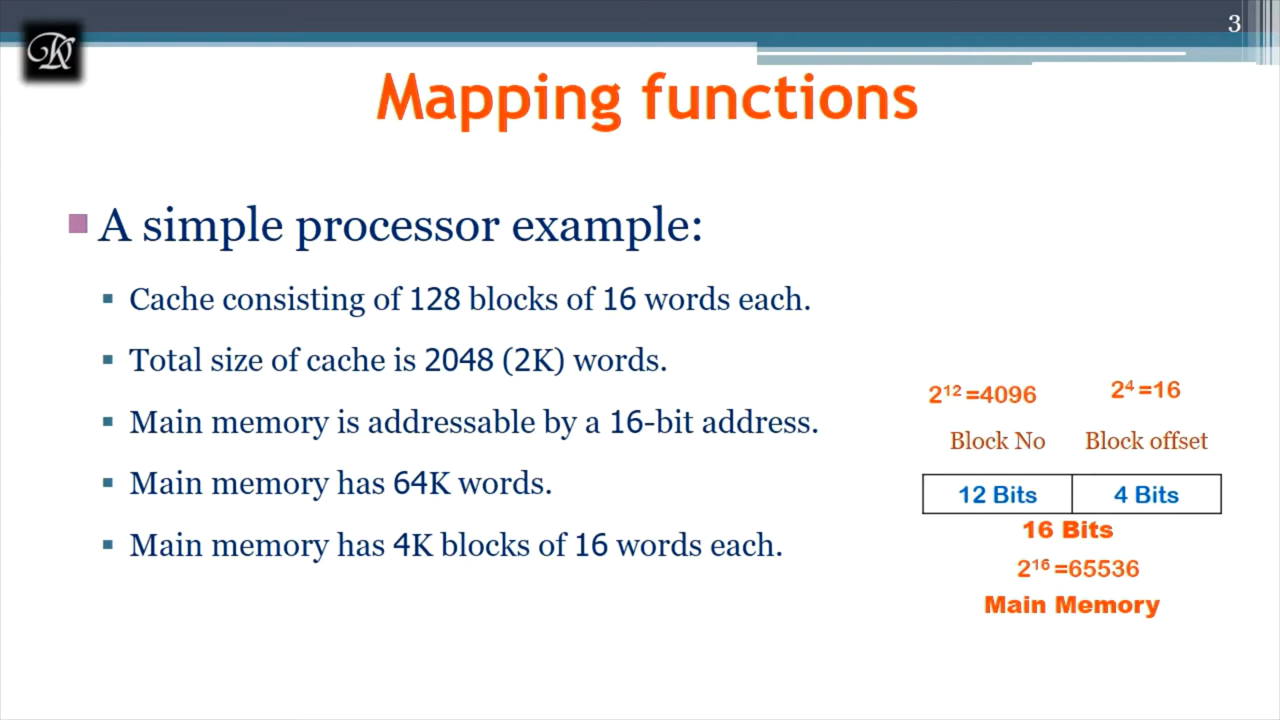 3
Mapping functions
A simple processor example:
Cache consisting of 128 blocks of 16 words each.
Total size of cache is 2048 (2K) words.
Main memory is addressable by a 16-bit address.
Main memory has 64K words.
Main memory has 4K blocks of 16 words each.
2¹² =4096 2⁴ =16
Block No Block offset
12 Bits 4 Bits
16 Bits
2¹⁶ =65536
Main Memory